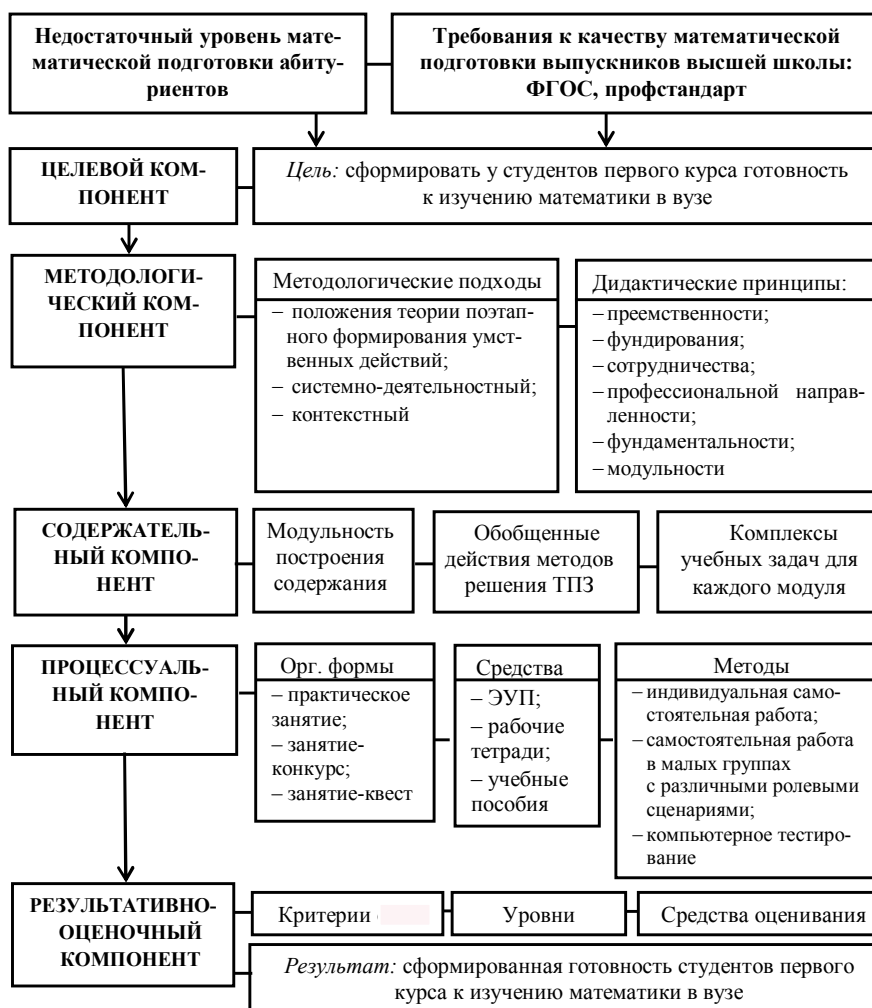 Недостаточный уровень мате-
матической подготовки абиту-
риентов
Требования к качеству математической
подготовки выпускников высшей школы:
ФГОС, профстандарт
ЦЕЛЕВОЙ КОМ-
ПОНЕНТ
Цель: сформировать у студентов первого курса готовность
к изучению математики в вузе
МЕТОДОЛОГИ-
ЧЕСКИЙ КОМ-
ПОНЕНТ
Методологические подходы
– положения теории поэтап-
ного формирования умст-
венных действий;
– системно-деятельностный;
– контекстный
Дидактические принципы:
– преемственности;
– фундирования;
– сотрудничества;
– профессиональной направ-
ленности;
– фундаментальности;
– модульности
СОДЕРЖАТЕЛЬ-
НЫЙ КОМПО-
НЕНТ
Модульность
построения
содержания
Обобщенные
действия методов
решения ТПЗ
Комплексы
учебных задач для
каждого модуля
ПРОЦЕССУАЛЬ-
НЫЙ КОМПО-
НЕНТ
Орг. формы
– практическое
занятие;
– занятие-
конкурс;
– занятие-квест
Средства
– ЭУП;
– рабочие
тетради;
– учебные
пособия
Методы
– индивидуальная само-
стоятельная работа;
– самостоятельная работа
в малых группах
с различными ролевыми
сценариями;
– компьютерное тестиро-
вание
РЕЗУЛЬТАТИВНО-
ОЦЕНОЧНЫЙ
КОМПОНЕНТ
Критерии
Уровни
Средства оценивания
Результат: сформированная готовность студентов первого
курса к изучению математики в вузе